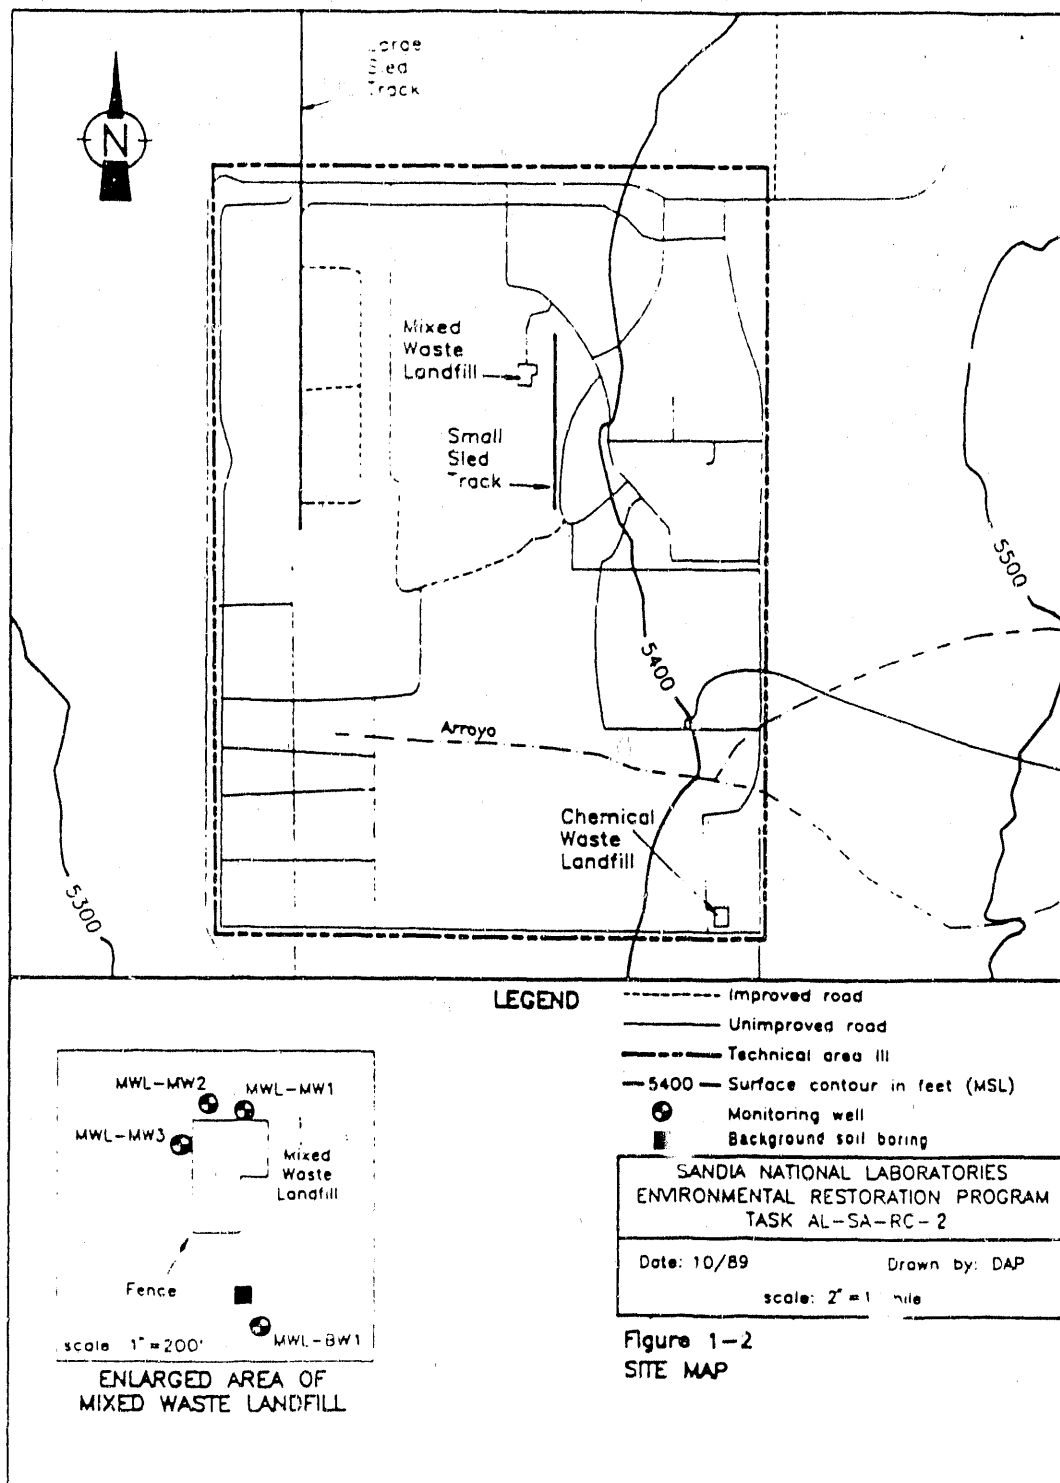 Sled
Track
N
Mixed
Waste
Landfill
Small
Sled
Track
5500
5400
Arroyo
Chemical
Waste
Landfill
5300
LEGEND
Improved road
Unimproved road
Technical area III
5400 Surface contour in feet (MSL)
Monitoring well
Background soil boring
MWL-MW2
MWL-MW1
MWL-MW3
Mixed
Waste
Landfill
Fence
MWL-BW1
scale 1"=200'
ENLARGED AREA OF
MIXED WASTE LANDFILL
SANDIA NATIONAL LABORATORIES
ENVIRONMENTAL RESTORATION PROGRAM
TASK AL-SA-RC-2
Date: 10/89 Drawn by: DAP
scale: 2"=1 mile
Figure 1-2
SITE MAP